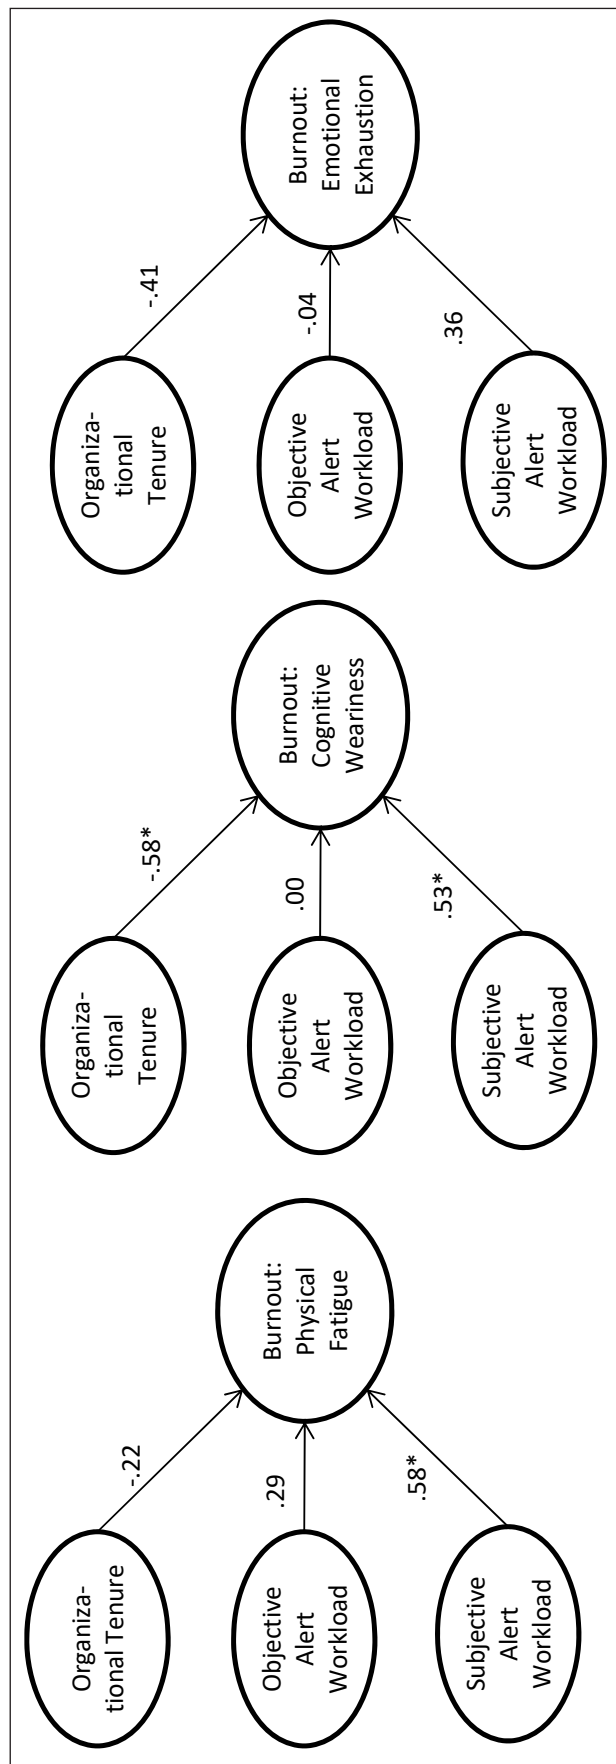 Organiza-
tional Tenure
Objective
Alert
Workload
Subjective
Alert
Workload
-.22
.29
.58*
Burnout:
Physical
Fatigue
Organiza-
tional
Tenure
Objective
Alert
Workload
Subjective
Alert
Workload
-.58*
.00
.53*
Burnout:
Cognitive
Weariness
Organiza-
tional
Tenure
Objective
Alert
Workload
Subjective
Alert
Workload
-.41
-.04
.36
Burnout:
Emotional
Exhaustion